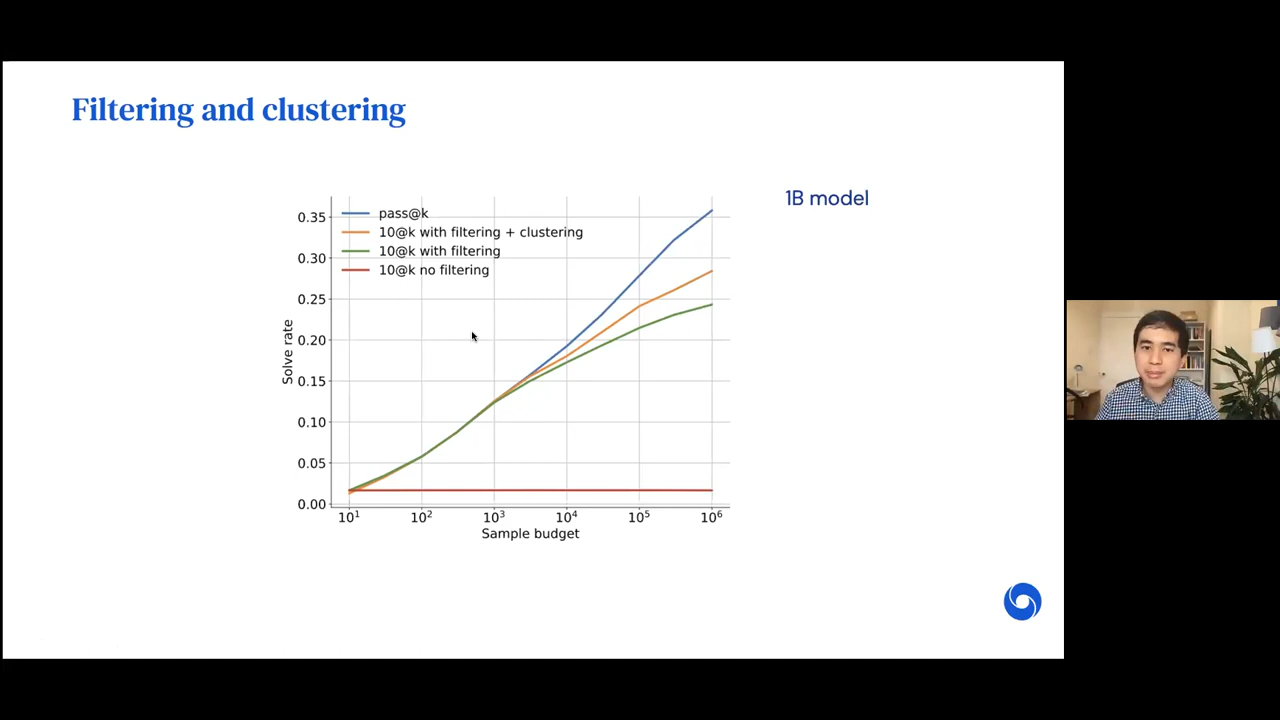 Filtering and clustering
1B model
pass@k
10@k with filtering + clustering
10@k with filtering
10@k no filtering
Solve rate
0.35
0.30
0.25
0.20
0.15
0.10
0.05
0.00
10¹ 10² 10³ 10⁴ 10⁵ 10⁶
Sample budget